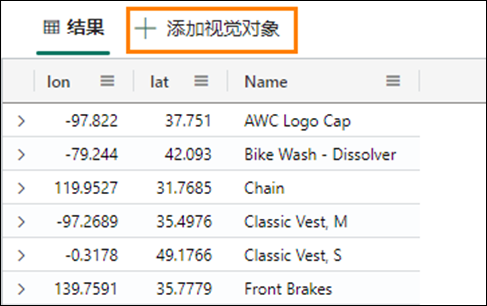 结果 添加视觉对象
lon lat Name
-97.822 37.751 AWC Logo Cap
-79.244 42.093 Bike Wash - Dissolver
119.9527 31.7685 Chain
-97.2689 35.4976 Classic Vest, M
-0.3178 49.1766 Classic Vest, S
139.7591 35.7779 Front Brakes